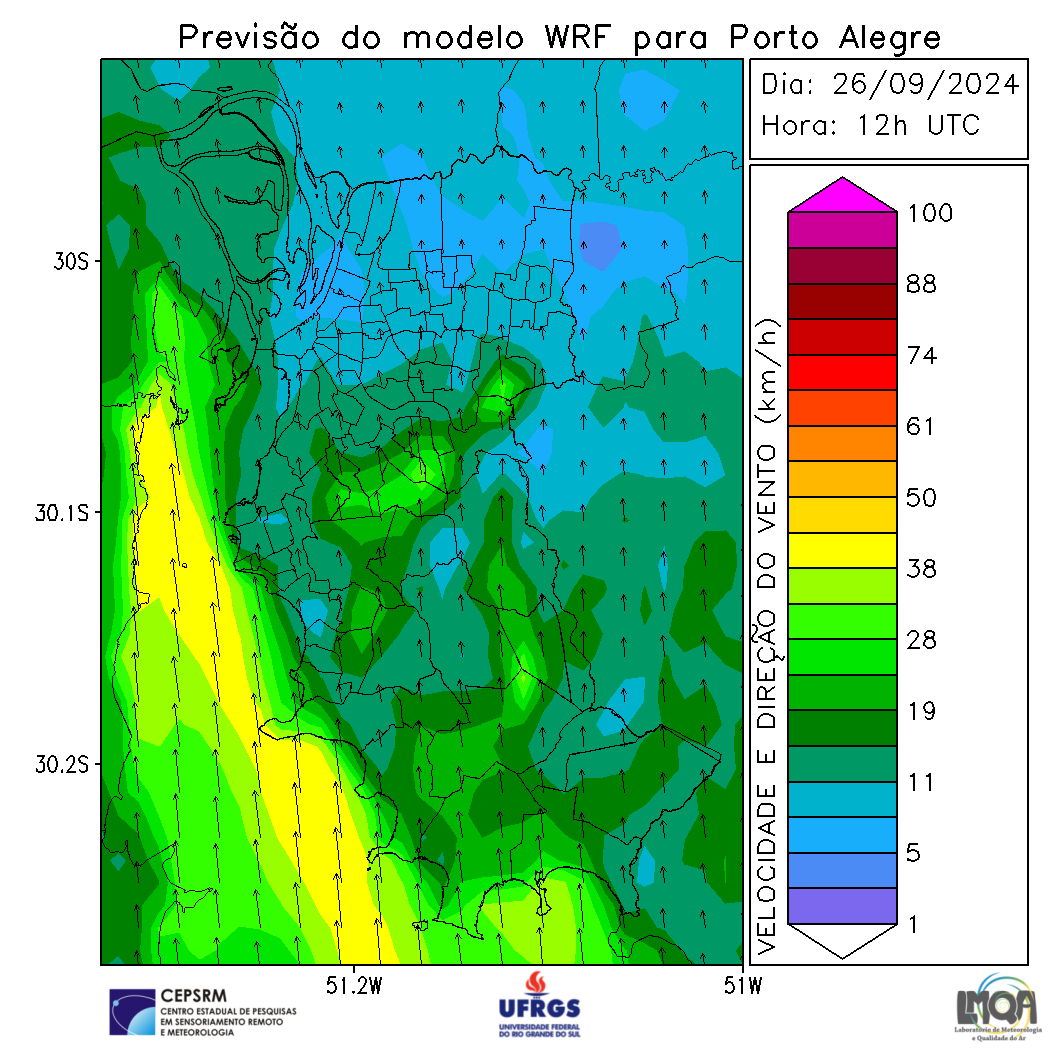 Previsão do modelo WRF para Porto Alegre
Dia: 26/09/2024
Hora: 12h UTC
30S
30.1S
30.2S
51.2W
51W
VELOCIDADE E DIREÇÃO DO VENTO (km/h)
100
88
74
61
50
38
28
19
11
5
1
CEPSRM
CENTRO ESTADUAL DE PESQUISAS
EM SENSORIAMENTO REMOTO
E METEOROLOGIA
UFRGS
UNIVERSIDADE FEDERAL
DO RIO GRANDE DO SUL
LMQA
Laboratório de Meteorologia
e Qualidade do Ar